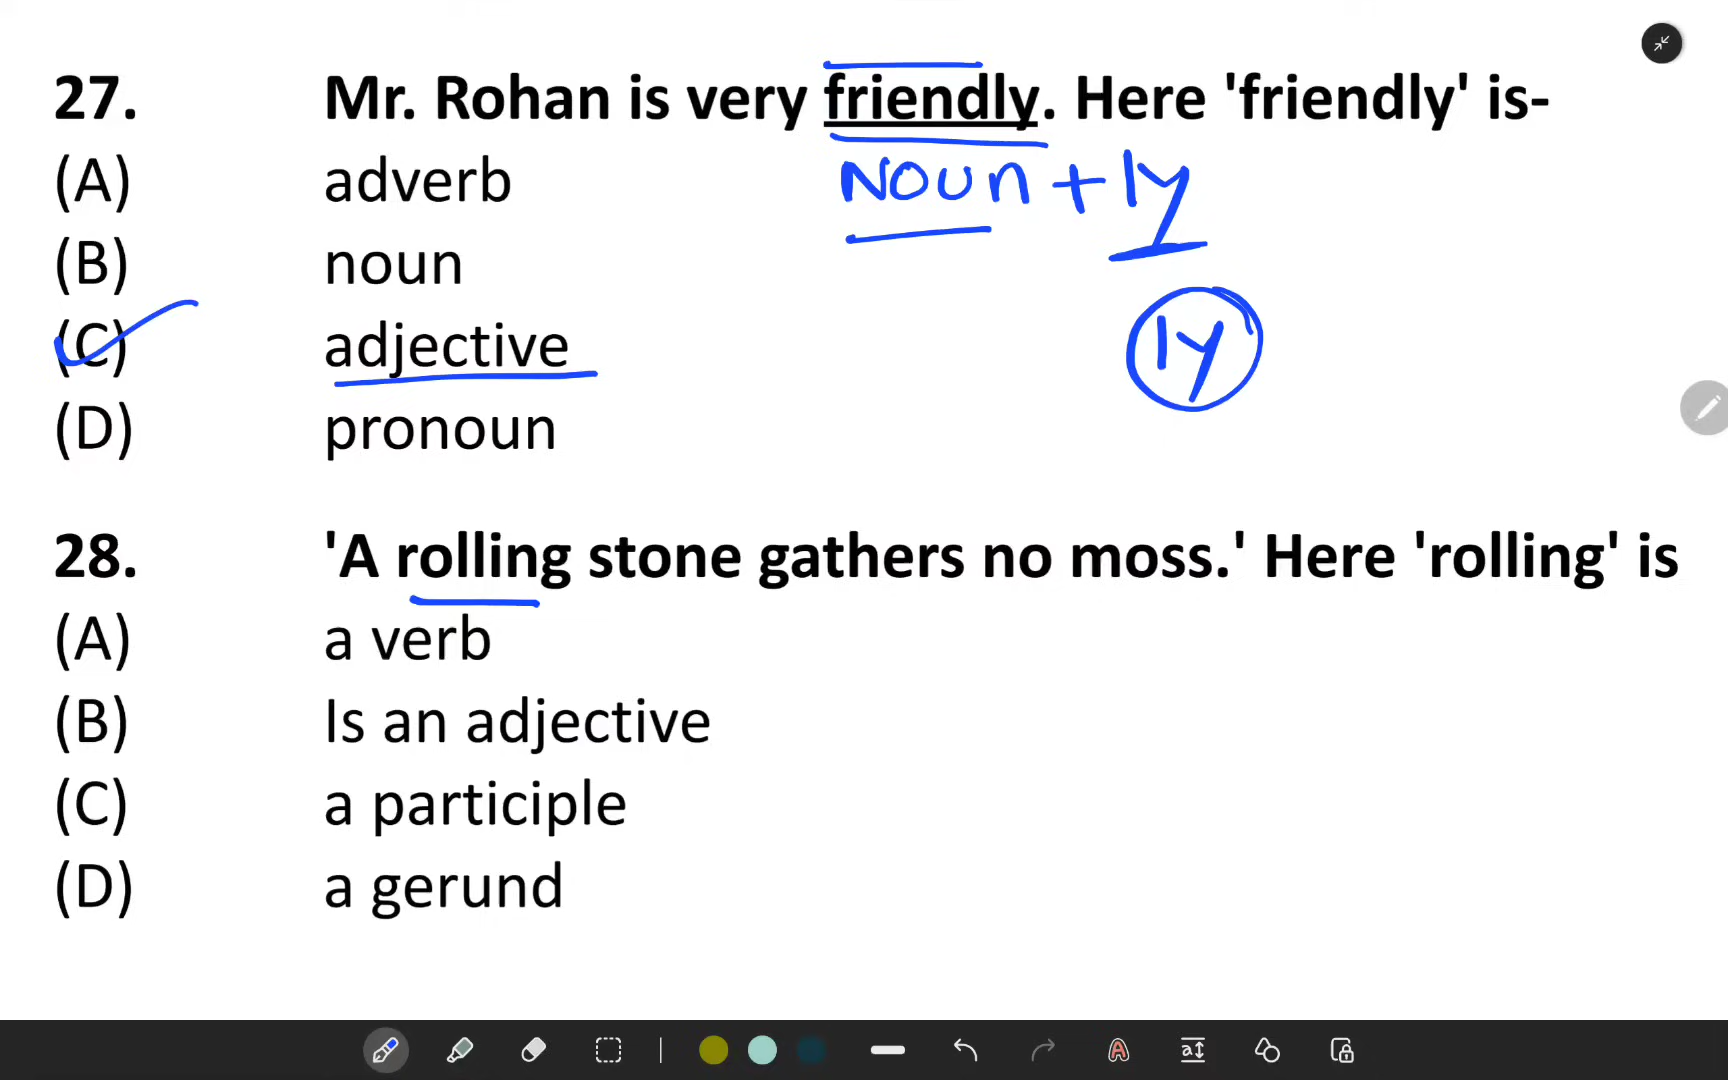 27. Mr. Rohan is very friendly. Here 'friendly' is-
(A) adverb
Noun + ly
(B) noun
(C) adjective
ly
(D) pronoun
28. 'A rolling stone gathers no moss.' Here 'rolling' is
(A) a verb
(B) Is an adjective
(C) a participle
(D) a gerund